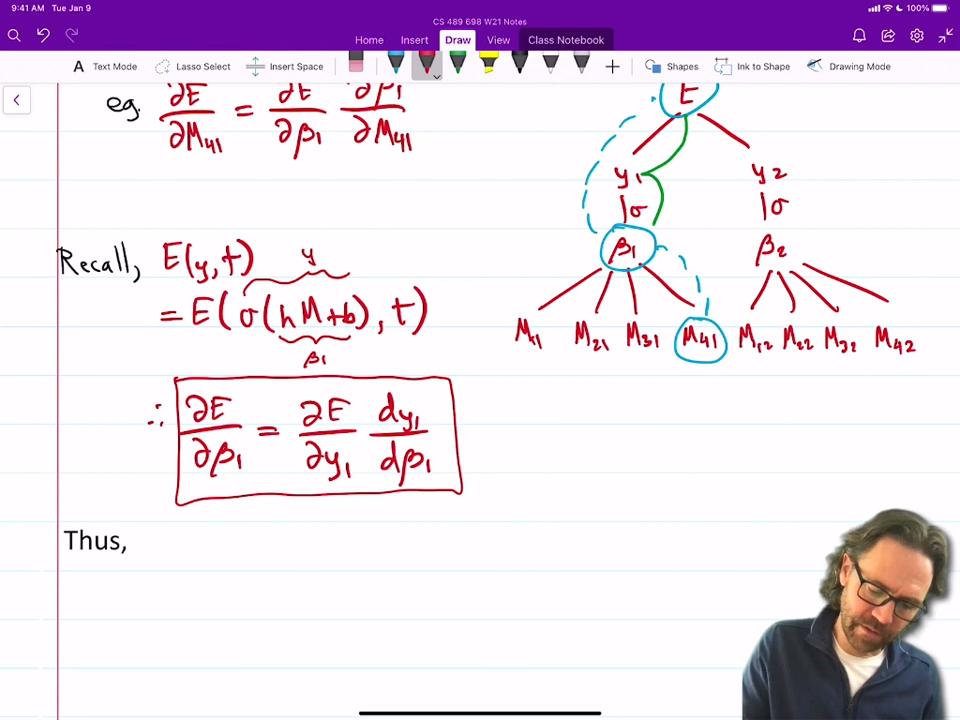 9:41 AM Tue Jan 9
100%
CS 489 698 W21 Notes
Home Insert Draw View Class Notebook
Text Mode Lasso Select Insert Space Shapes Ink to Shape Drawing Mode
eg. ∂E/∂M₄₁ = ∂E/∂β₁ ∂β₁/∂M₄₁
Recall, E(y,t)
y
= E( σ(hM+b), t)
β₁
∴ ∂E/∂β₁ = ∂E/∂y₁ dy₁/dβ₁
Thus,
E
y₁ y₂
σ σ
β₁ β₂
M₁₁ M₂₁ M₃₁ M₄₁ M₁₂ M₂₂ M₃₂ M₄₂